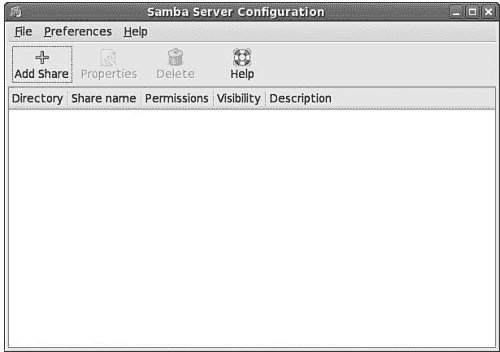 Samba Server Configuration
File Preferences Help
Add Share Properties Delete Help
Directory Share name Permissions Visibility Description